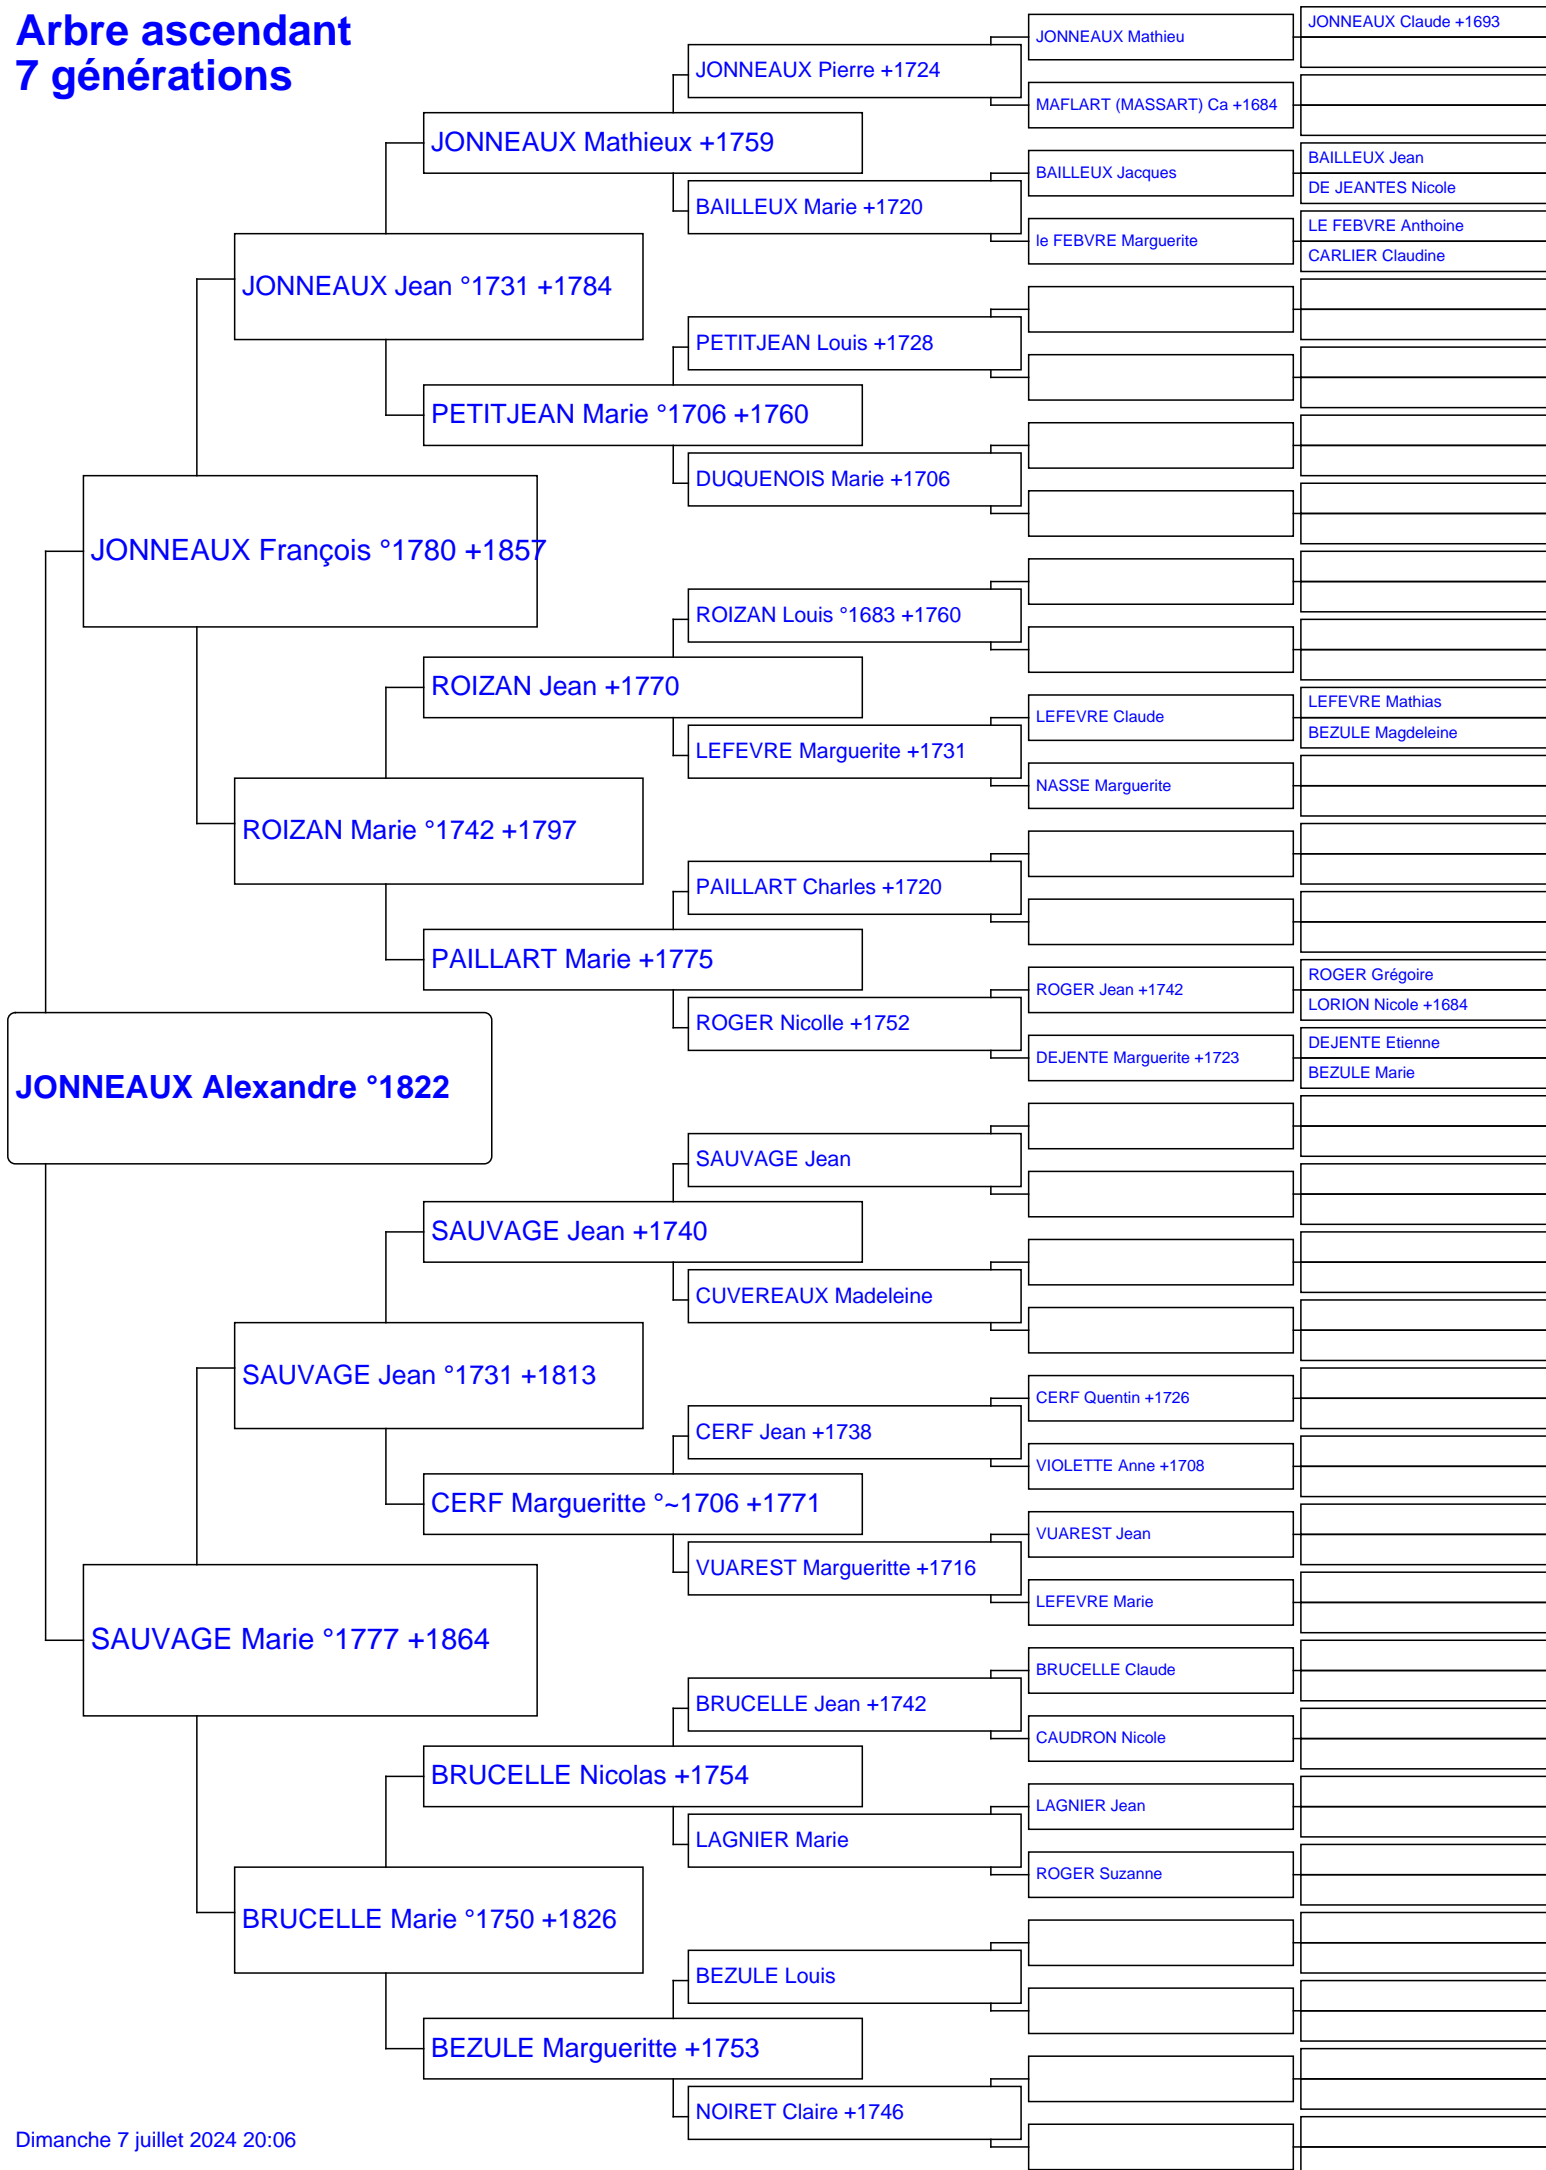 Arbre ascendant
7 générations
JONNEAUX Alexandre °1822
JONNEAUX François °1780 +1857
SAUVAGE Marie °1777 +1864
JONNEAUX Jean °1731 +1784
ROIZAN Marie °1742 +1797
SAUVAGE Jean °1731 +1813
BRUCELLE Marie °1750 +1826
JONNEAUX Mathieux +1759
PETITJEAN Marie °1706 +1760
ROIZAN Jean +1770
PAILLART Marie +1775
SAUVAGE Jean +1740
CERF Margueritte °~1706 +1771
BRUCELLE Nicolas +1754
BEZULE Margueritte +1753
JONNEAUX Pierre +1724
BAILLEUX Marie +1720
PETITJEAN Louis +1728
DUQUENOIS Marie +1706
ROIZAN Louis °1683 +1760
LEFEVRE Marguerite +1731
PAILLART Charles +1720
ROGER Nicolle +1752
SAUVAGE Jean
CUVEREAUX Madeleine
CERF Jean +1738
VUAREST Margueritte +1716
BRUCELLE Jean +1742
LAGNIER Marie
BEZULE Louis
NOIRET Claire +1746
JONNEAUX Mathieu
MAFLART (MASSART) Ca +1684
BAILLEUX Jacques
le FEBVRE Marguerite
LEFEVRE Claude
NASSE Marguerite
ROGER Jean +1742
DEJENTE Marguerite +1723
CERF Quentin +1726
VIOLETTE Anne +1708
VUAREST Jean
LEFEVRE Marie
BRUCELLE Claude
CAUDRON Nicole
LAGNIER Jean
ROGER Suzanne
JONNEAUX Claude +1693
BAILLEUX Jean
DE JEANTES Nicole
LE FEBVRE Anthoine
CARLIER Claudine
LEFEVRE Mathias
BEZULE Magdeleine
ROGER Grégoire
LORION Nicole +1684
DEJENTE Etienne
BEZULE Marie
Dimanche 7 juillet 2024 20:06